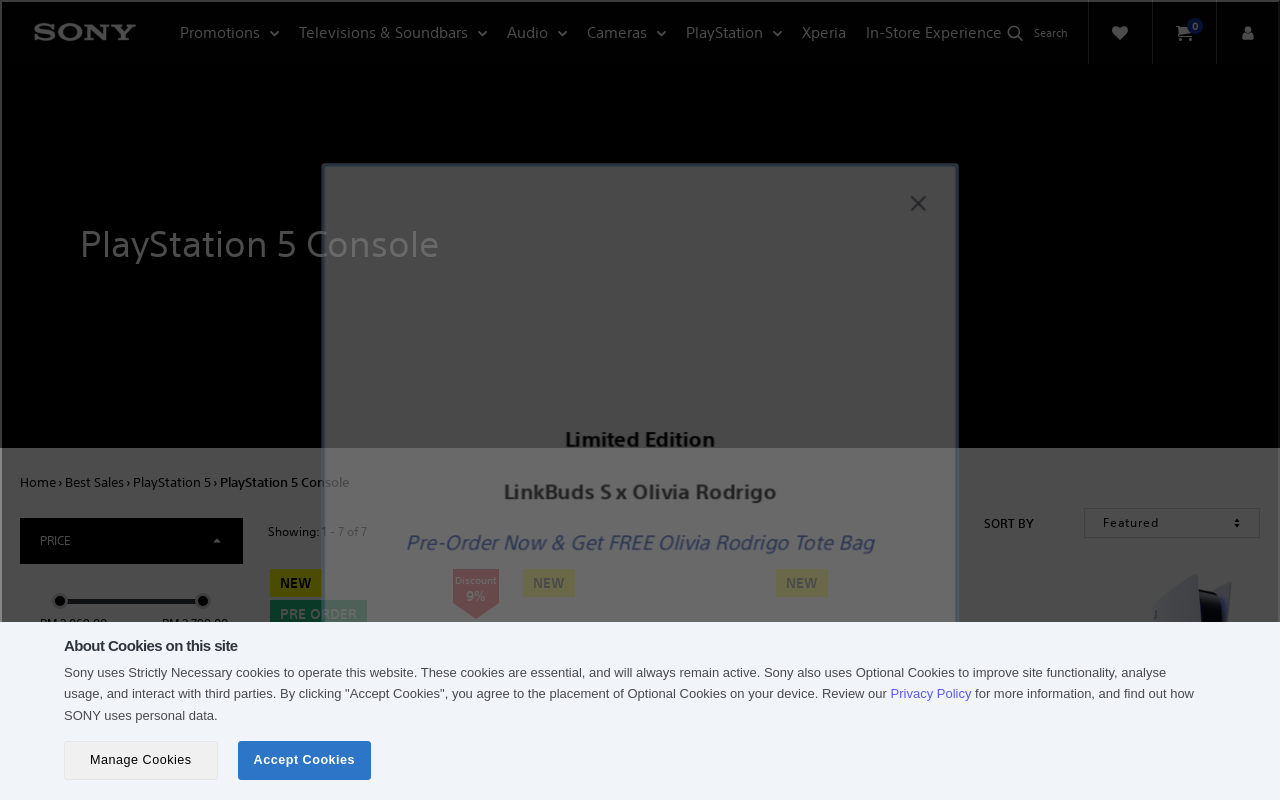 SONY
Promotions
Televisions & Soundbars
Audio
Cameras
PlayStation
Xperia
In-Store Experience
Search
0
PlayStation 5 Console
Limited Edition
Home › Best Sales › PlayStation 5 › PlayStation 5 Console
LinkBuds S x Olivia Rodrigo
PRICE
Showing: 1 - 7 of 7
SORT BY
Featured
Pre-Order Now & Get FREE Olivia Rodrigo Tote Bag
NEW
Discount
9%
NEW
NEW
PRE ORDER
About Cookies on this site
Sony uses Strictly Necessary cookies to operate this website. These cookies are essential, and will always remain active. Sony also uses Optional Cookies to improve site functionality, analyse
usage, and interact with third parties. By clicking "Accept Cookies", you agree to the placement of Optional Cookies on your device. Review our Privacy Policy for more information, and find out how
SONY uses personal data.
Manage Cookies
Accept Cookies